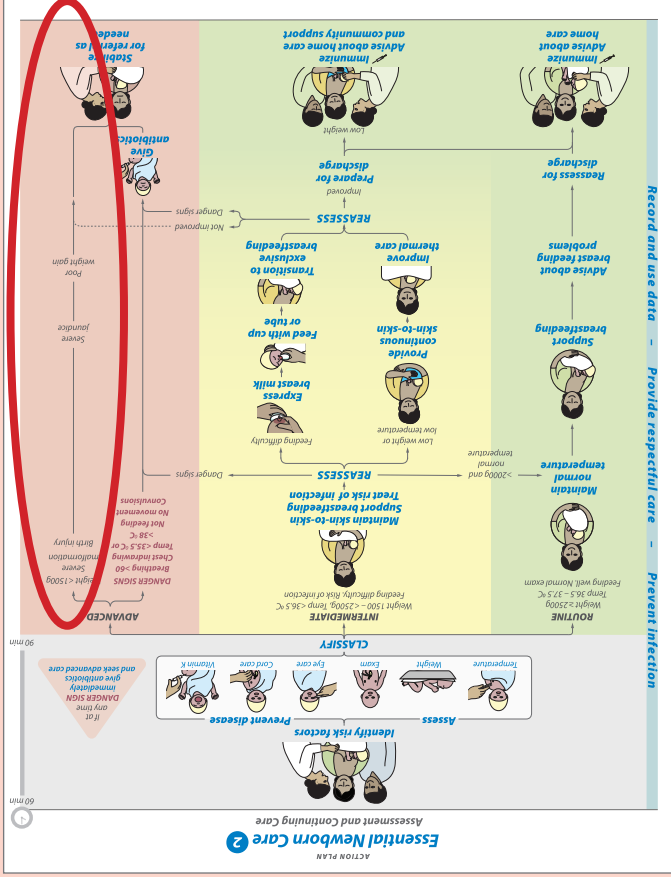 ACTION PLAN
Essential Newborn Care 2
Assessment and Continuing Care
60 min
Identify risk factors
Assess
Prevent disease
Temperature
Weight
Exam
Eye care
Cord care
Vitamin K
If at
any time
DANGER SIGN
immediately
give antibiotics
and seek advanced care
90 min
CLASSIFY
ROUTINE
Weight ≥ 2500g
Temp 36.5 – 37.5 ºC
Feeding well. Normal exam
INTERMEDIATE
Weight 1500 – <2500g, Temp <36.5 ºC
Feeding difficulty. Risk of infection
ADVANCED
DANGER SIGNS
Breathing >60
Chest indrawing
Temp <35.5 ºC or
>38 ºC
Not feeding
No movement
Convulsions
Weight <1500g
Severe
malformation
Birth injury
Maintain
normal
temperature
Maintain skin-to-skin
Support breastfeeding
Treat risk of infection
REASSESS
>2000g and
normal
temperature
Danger signs
Low weight or
low temperature
Feeding difficulty
Support
breastfeeding
Provide
continuous
skin-to-skin
Express
breast milk
Feed with cup
or tube
Severe
jaundice
Advise about
breast feeding
problems
Improve
thermal care
Transition to
exclusive
breastfeeding
Poor
weight gain
REASSESS
Not improved
Danger signs
Improved
Reassess for
discharge
Prepare for
discharge
Give
antibiotics
Low weight
Immunize
Advise about
home care
Immunize
Advise about home care
and community support
Stabilize
for referral as
needed
Prevent infection – Provide respectful care – Record and use data